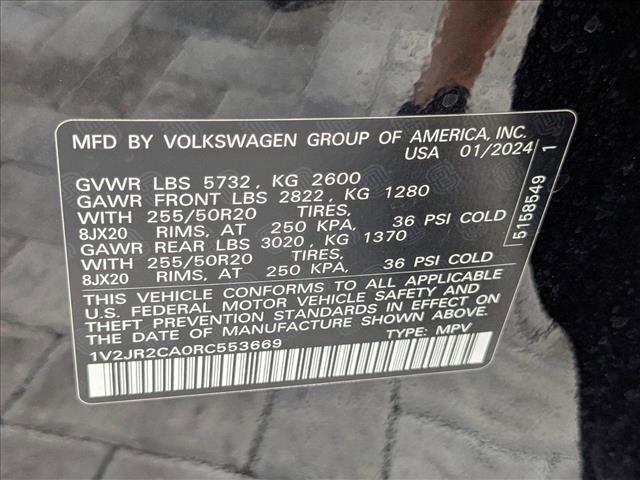 MFD BY VOLKSWAGEN GROUP OF AMERICA, INC.
USA 01/2024
GVWR LBS 5732, KG 2600
GAWR FRONT LBS 2822, KG 1280
WITH 255/50R20 TIRES,
8JX20 RIMS, AT 250 KPA, 36 PSI COLD
GAWR REAR LBS 3020, KG 1370
WITH 255/50R20 TIRES,
8JX20 RIMS, AT 250 KPA, 36 PSI COLD
THIS VEHICLE CONFORMS TO ALL APPLICABLE
U.S. FEDERAL MOTOR VEHICLE SAFETY AND
THEFT PREVENTION STANDARDS IN EFFECT ON
THE DATE OF MANUFACTURE SHOWN ABOVE.
1V2JR2CA0RC553669 TYPE: MPV
5158549 1